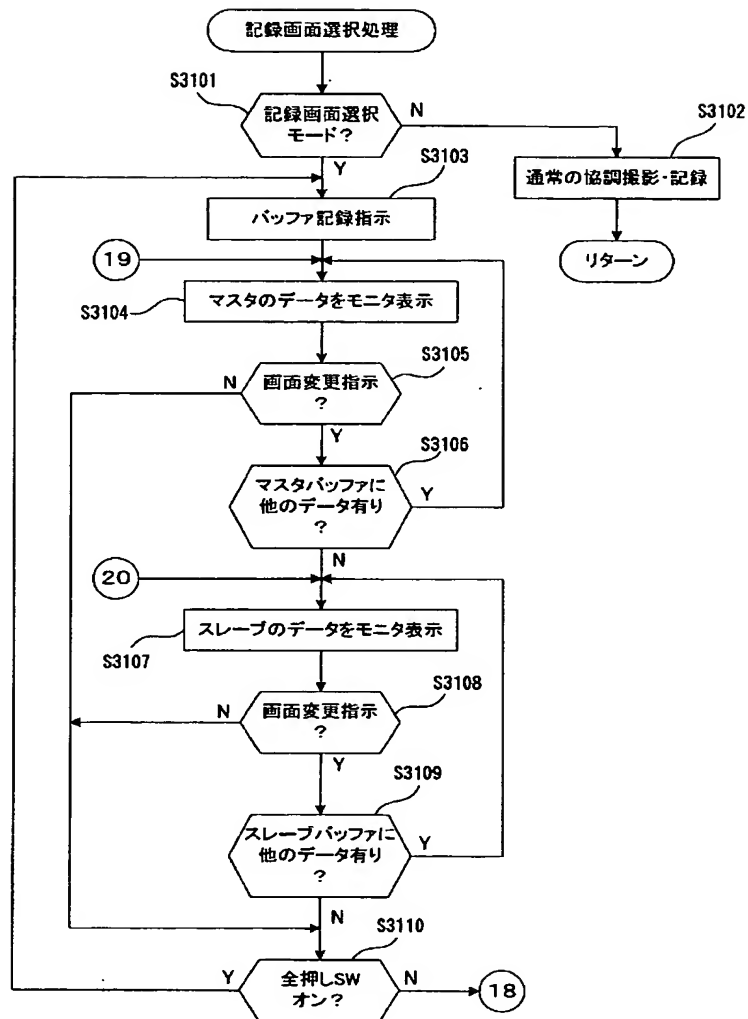 記録画面選択処理
S3101
記録画面選択
モード？
N
Y
S3102
通常の協調撮影・記録
リターン
S3103
バッファ記録指示
19
S3104
マスタのデータをモニタ表示
S3105
N
画面変更指示
？
Y
S3106
マスタバッファに
他のデータ有り
？
Y
N
20
スレーブのデータをモニタ表示
S3107
S3108
N
画面変更指示
？
Y
S3109
スレーブバッファに
他のデータ有り
？
Y
N
S3110
Y
全押しSW
オン？
N
18